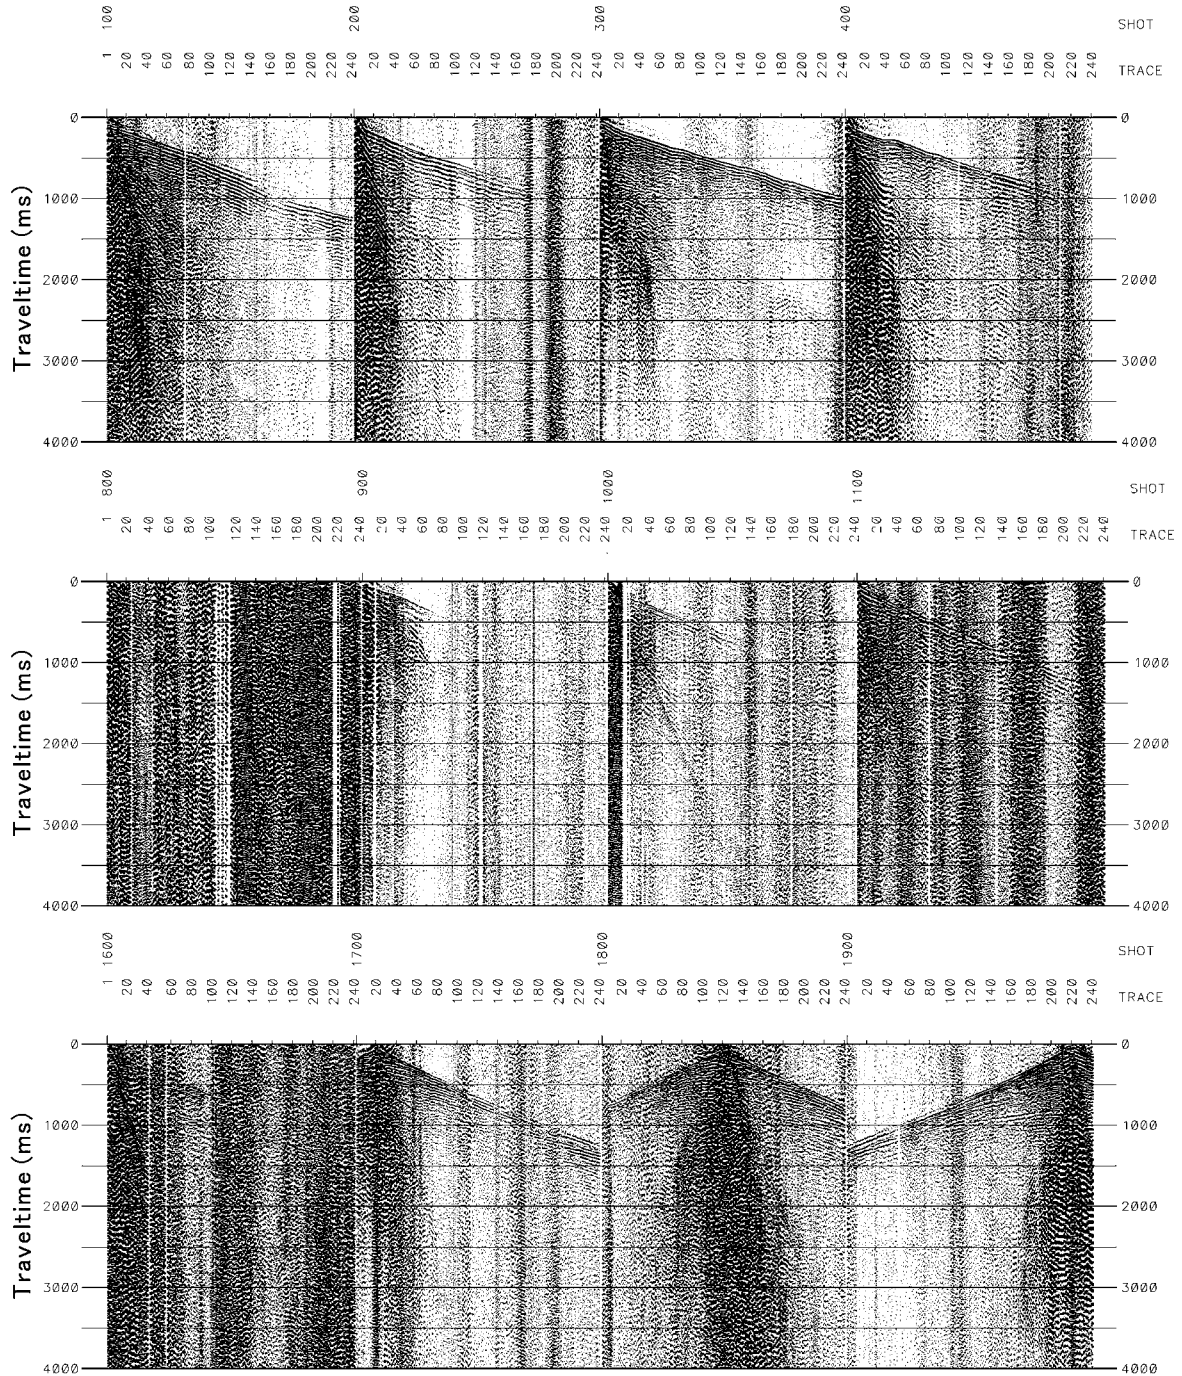 100 200 300 400 SHOT
1 20 40 60 80 100 120 140 160 180 200 220 240 20 40 60 80 100 120 140 160 180 200 220 240 20 40 60 80 100 120 140 160 180 200 220 240 20 40 60 80 100 120 140 160 180 200 220 240 TRACE
Ø Ø
1000 1000
2000 2000
3000 3000
4000 4000
Traveltime (ms)
800 900 1000 1100 SHOT
1 20 40 60 80 100 120 140 160 180 200 220 240 20 40 60 80 100 120 140 160 180 200 220 240 20 40 60 80 100 120 140 160 180 200 220 240 20 40 60 80 100 120 140 160 180 200 220 240 TRACE
Ø Ø
1000 1000
2000 2000
3000 3000
4000 4000
Traveltime (ms)
1600 1700 1800 1900 SHOT
1 20 40 60 80 100 120 140 160 180 200 220 240 20 40 60 80 100 120 140 160 180 200 220 240 20 40 60 80 100 120 140 160 180 200 220 240 20 40 60 80 100 120 140 160 180 200 220 240 TRACE
Ø Ø
1000 1000
2000 2000
3000 3000
4000 4000
Traveltime (ms)